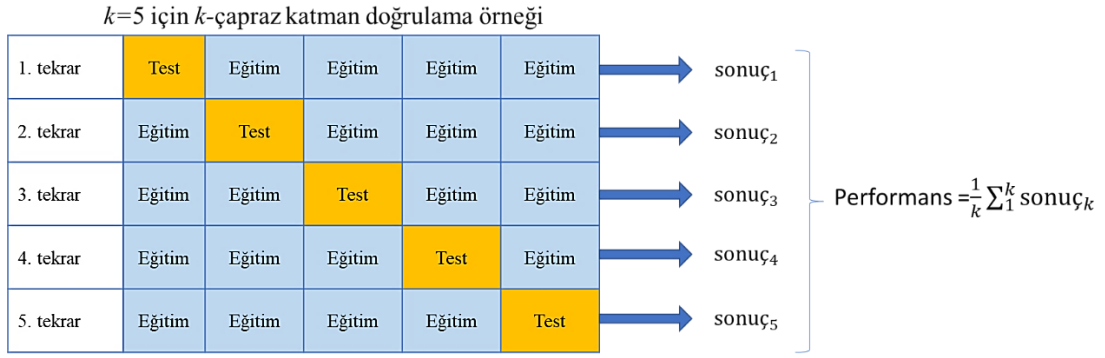 k=5 için k-çapraz katman doğrulama örneği
1. tekrar Test Eğitim Eğitim Eğitim Eğitim sonuç₁
2. tekrar Eğitim Test Eğitim Eğitim Eğitim sonuç₂
3. tekrar Eğitim Eğitim Test Eğitim Eğitim sonuç₃
Performans =\frac{1}{k} ∑₁ᵏ sonuçₖ
4. tekrar Eğitim Eğitim Eğitim Test Eğitim sonuç₄
5. tekrar Eğitim Eğitim Eğitim Eğitim Test sonuç₅